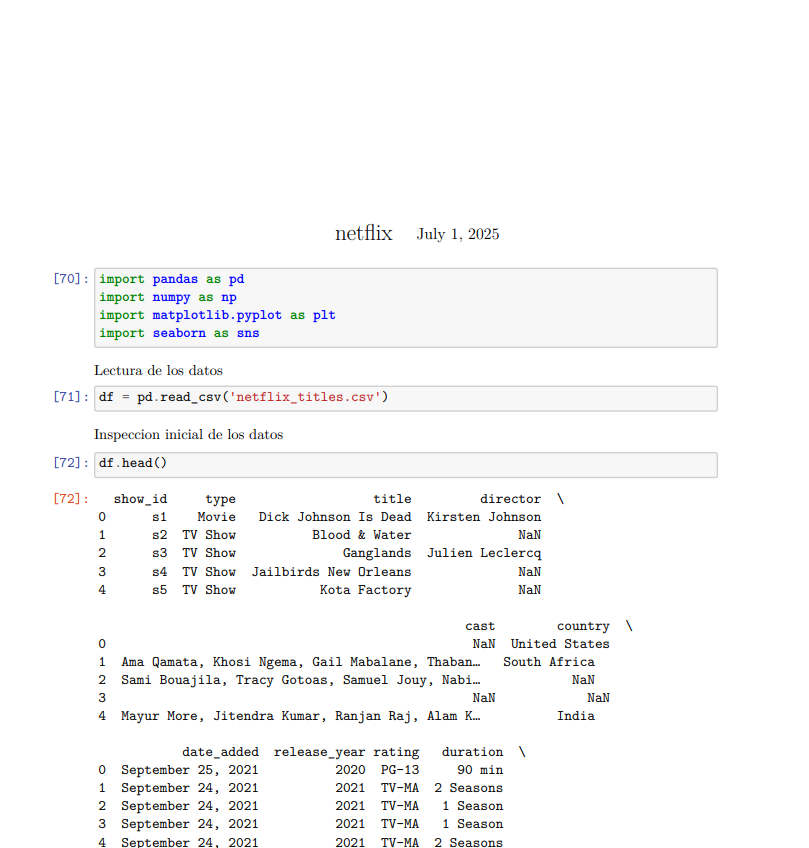 netflix July 1, 2025
[70]: import pandas as pd
import numpy as np
import matplotlib.pyplot as plt
import seaborn as sns
Lectura de los datos
[71]: df = pd.read_csv('netflix_titles.csv')
Inspeccion inicial de los datos
[72]: df.head()
[72]: show_id type title director \
0 s1 Movie Dick Johnson Is Dead Kirsten Johnson
1 s2 TV Show Blood & Water NaN
2 s3 TV Show Ganglands Julien Leclercq
3 s4 TV Show Jailbirds New Orleans NaN
4 s5 TV Show Kota Factory NaN
cast country \
0 NaN United States
1 Ama Qamata, Khosi Ngema, Gail Mabalane, Thaban… South Africa
2 Sami Bouajila, Tracy Gotoas, Samuel Jouy, Nabi… NaN
3 NaN NaN
4 Mayur More, Jitendra Kumar, Ranjan Raj, Alam K… India
date_added release_year rating duration \
0 September 25, 2021 2020 PG-13 90 min
1 September 24, 2021 2021 TV-MA 2 Seasons
2 September 24, 2021 2021 TV-MA 1 Season
3 September 24, 2021 2021 TV-MA 1 Season
4 September 24, 2021 2021 TV-MA 2 Seasons